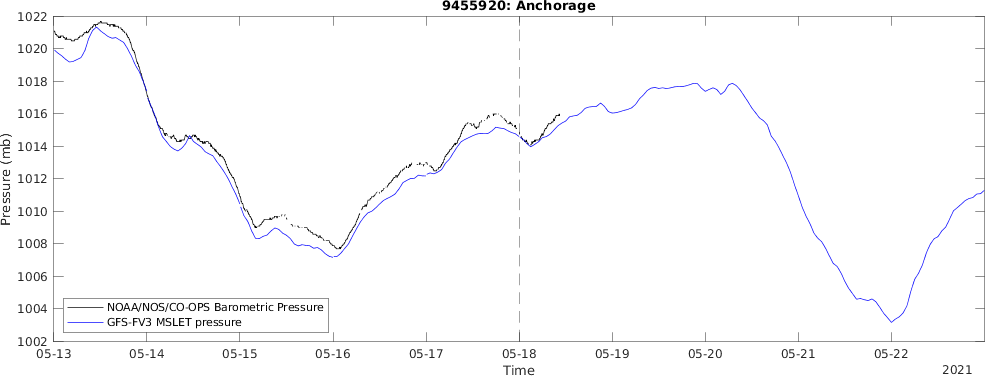 9455920: Anchorage
1022
1020
1018
1016
1014
1012
1010
1008
1006
1004
1002
Pressure (mb)
NOAA/NOS/CO-OPS Barometric Pressure
GFS-FV3 MSLET pressure
05-13 05-14 05-15 05-16 05-17 05-18 05-19 05-20 05-21 05-22
Time
2021